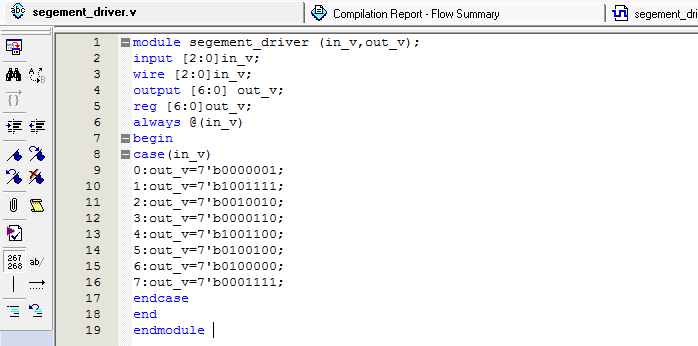 abc segement_driver.v Compilation Report - Flow Summary segement_dri
1 module segement_driver (in_v,out_v);
2 input [2:0]in_v;
3 wire [2:0]in_v;
4 output [6:0] out_v;
5 reg [6:0]out_v;
6 always @(in_v)
7 begin
8 case(in_v)
9 0:out_v=7'b0000001;
10 1:out_v=7'b1001111;
11 2:out_v=7'b0010010;
12 3:out_v=7'b0000110;
13 4:out_v=7'b1001100;
14 5:out_v=7'b0100100;
15 6:out_v=7'b0100000;
16 7:out_v=7'b0001111;
17 endcase
18 end
19 endmodule
267
268
ab/